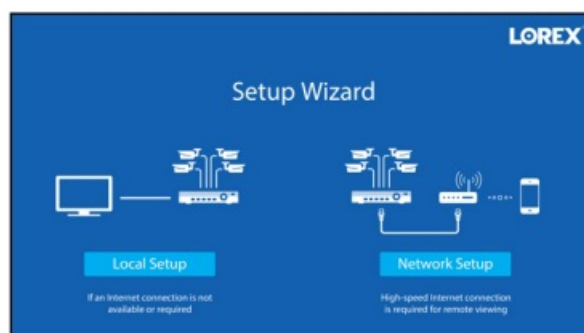 LOREX
Setup Wizard
Local Setup
If an Internet connection is not
available or required
Network Setup
High-speed Internet connection
is required for remote viewing